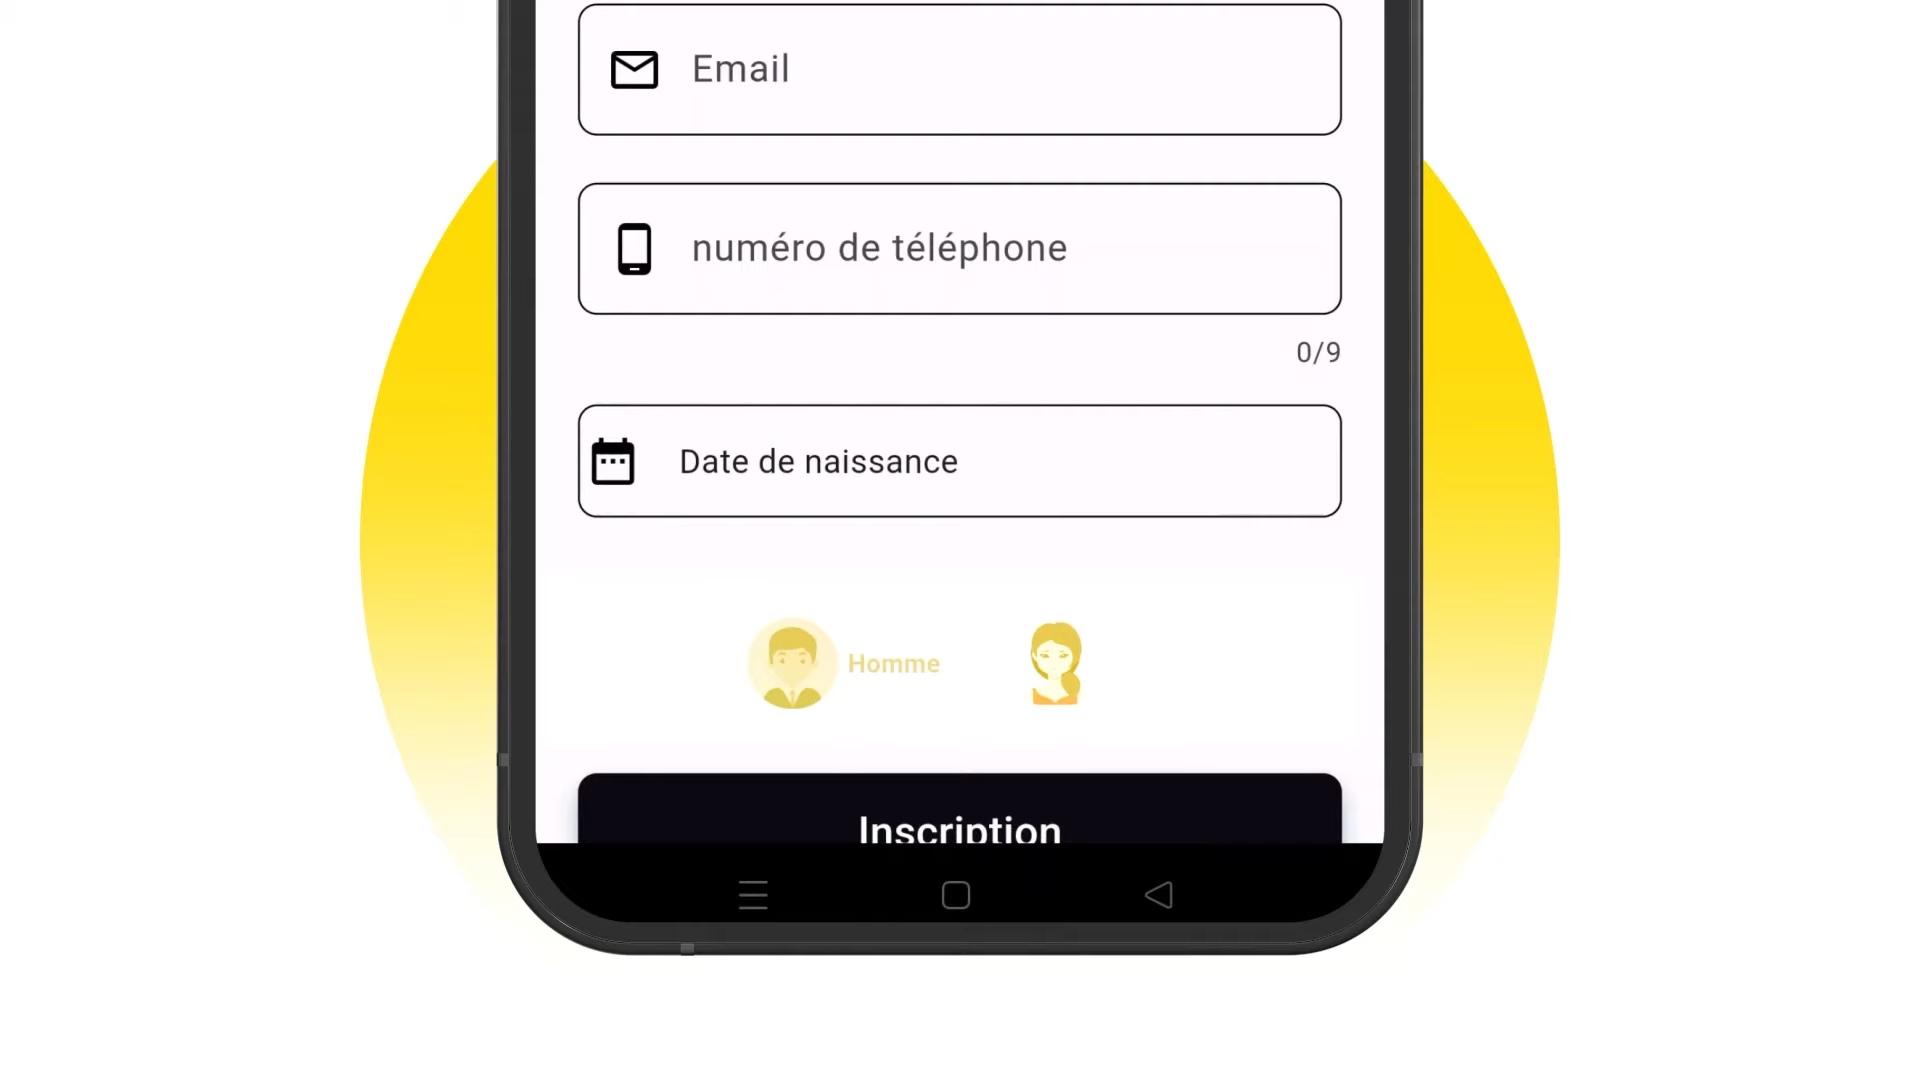 Email
numéro de téléphone
0/9
Date de naissance
Homme
Inscription